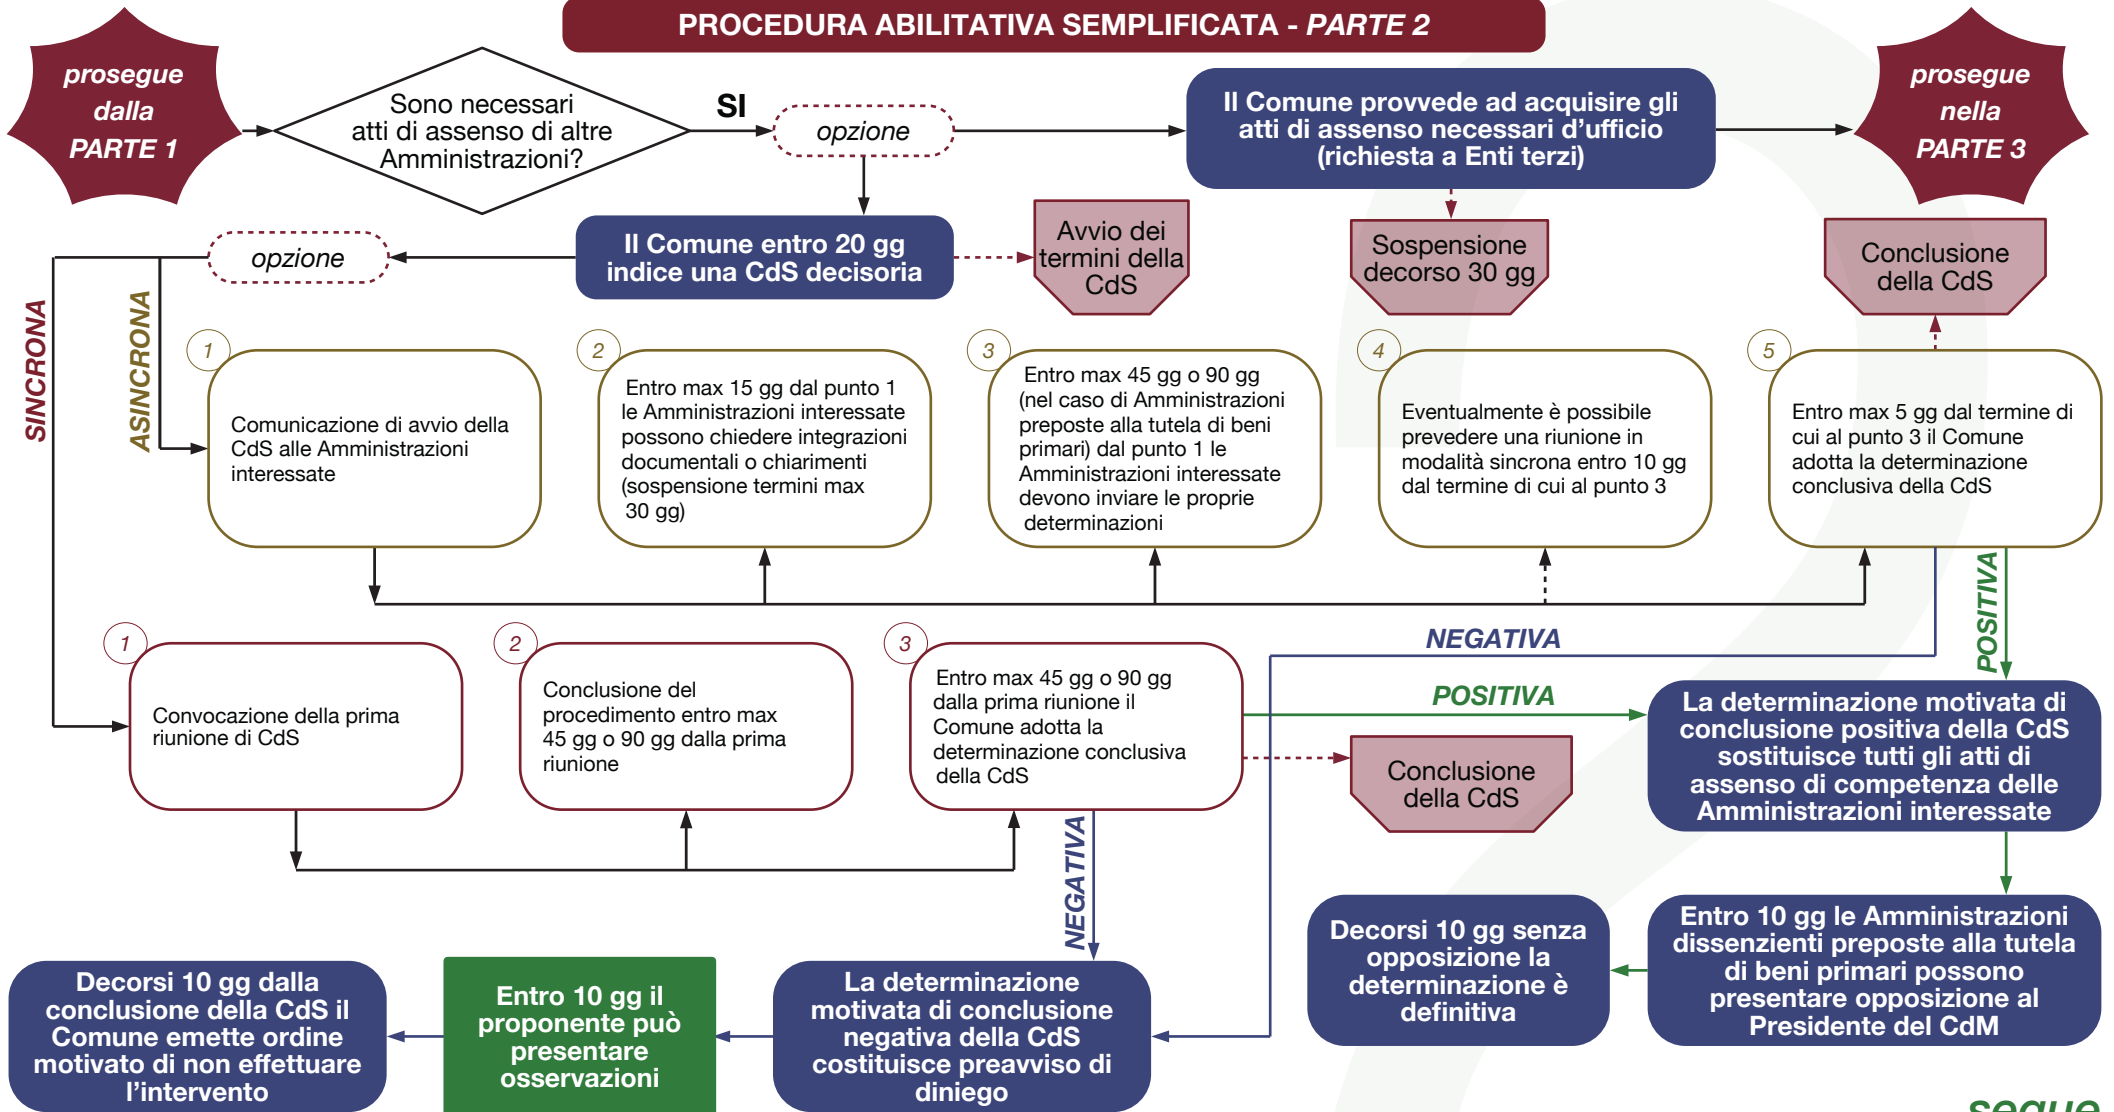 PROCEDURA ABILITATIVA SEMPLIFICATA - PARTE 2
prosegue
dalla
PARTE 1
Sono necessari
atti di assenso di altre
Amministrazioni?
SI
opzione
Il Comune provvede ad acquisire gli
atti di assenso necessari d'ufficio
(richiesta a Enti terzi)
prosegue
nella
PARTE 3
opzione
Il Comune entro 20 gg
indice una CdS decisoria
Avvio dei
termini della
CdS
Sospensione
decorso 30 gg
Conclusione
della CdS
SINCRONA
ASINCRONA
1
Comunicazione di avvio della
CdS alle Amministrazioni
interessate
2
Entro max 15 gg dal punto 1
le Amministrazioni interessate
possono chiedere integrazioni
documentali o chiarimenti
(sospensione termini max
30 gg)
3
Entro max 45 gg o 90 gg
(nel caso di Amministrazioni
preposte alla tutela di beni
primari) dal punto 1 le
Amministrazioni interessate
devono inviare le proprie
determinazioni
4
Eventualmente è possibile
prevedere una riunione in
modalità sincrona entro 10 gg
dal termine di cui al punto 3
5
Entro max 5 gg dal termine di
cui al punto 3 il Comune
adotta la determinazione
conclusiva della CdS
NEGATIVA
POSITIVA
1
Convocazione della prima
riunione di CdS
2
Conclusione del
procedimento entro max
45 gg o 90 gg dalla prima
riunione
3
Entro max 45 gg o 90 gg
dalla prima riunione il
Comune adotta la
determinazione conclusiva
della CdS
POSITIVA
Conclusione
della CdS
NEGATIVA
La determinazione motivata di
conclusione positiva della CdS
sostituisce tutti gli atti di
assenso di competenza delle
Amministrazioni interessate
Decorsi 10 gg dalla
conclusione della CdS il
Comune emette ordine
motivato di non effettuare
l'intervento
Entro 10 gg il
proponente può
presentare
osservazioni
La determinazione
motivata di conclusione
negativa della CdS
costituisce preavviso di
diniego
Decorsi 10 gg senza
opposizione la
determinazione è
definitiva
Entro 10 gg le Amministrazioni
dissenzienti preposte alla tutela
di beni primari possono
presentare opposizione al
Presidente del CdM
segue